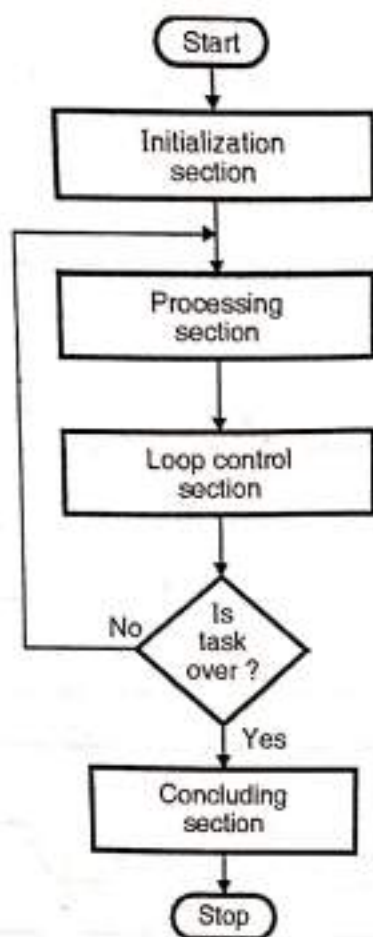 Start
Initialization
section
Processing
section
Loop control
section
Is
task
over ?
No
Yes
Concluding
section
Stop